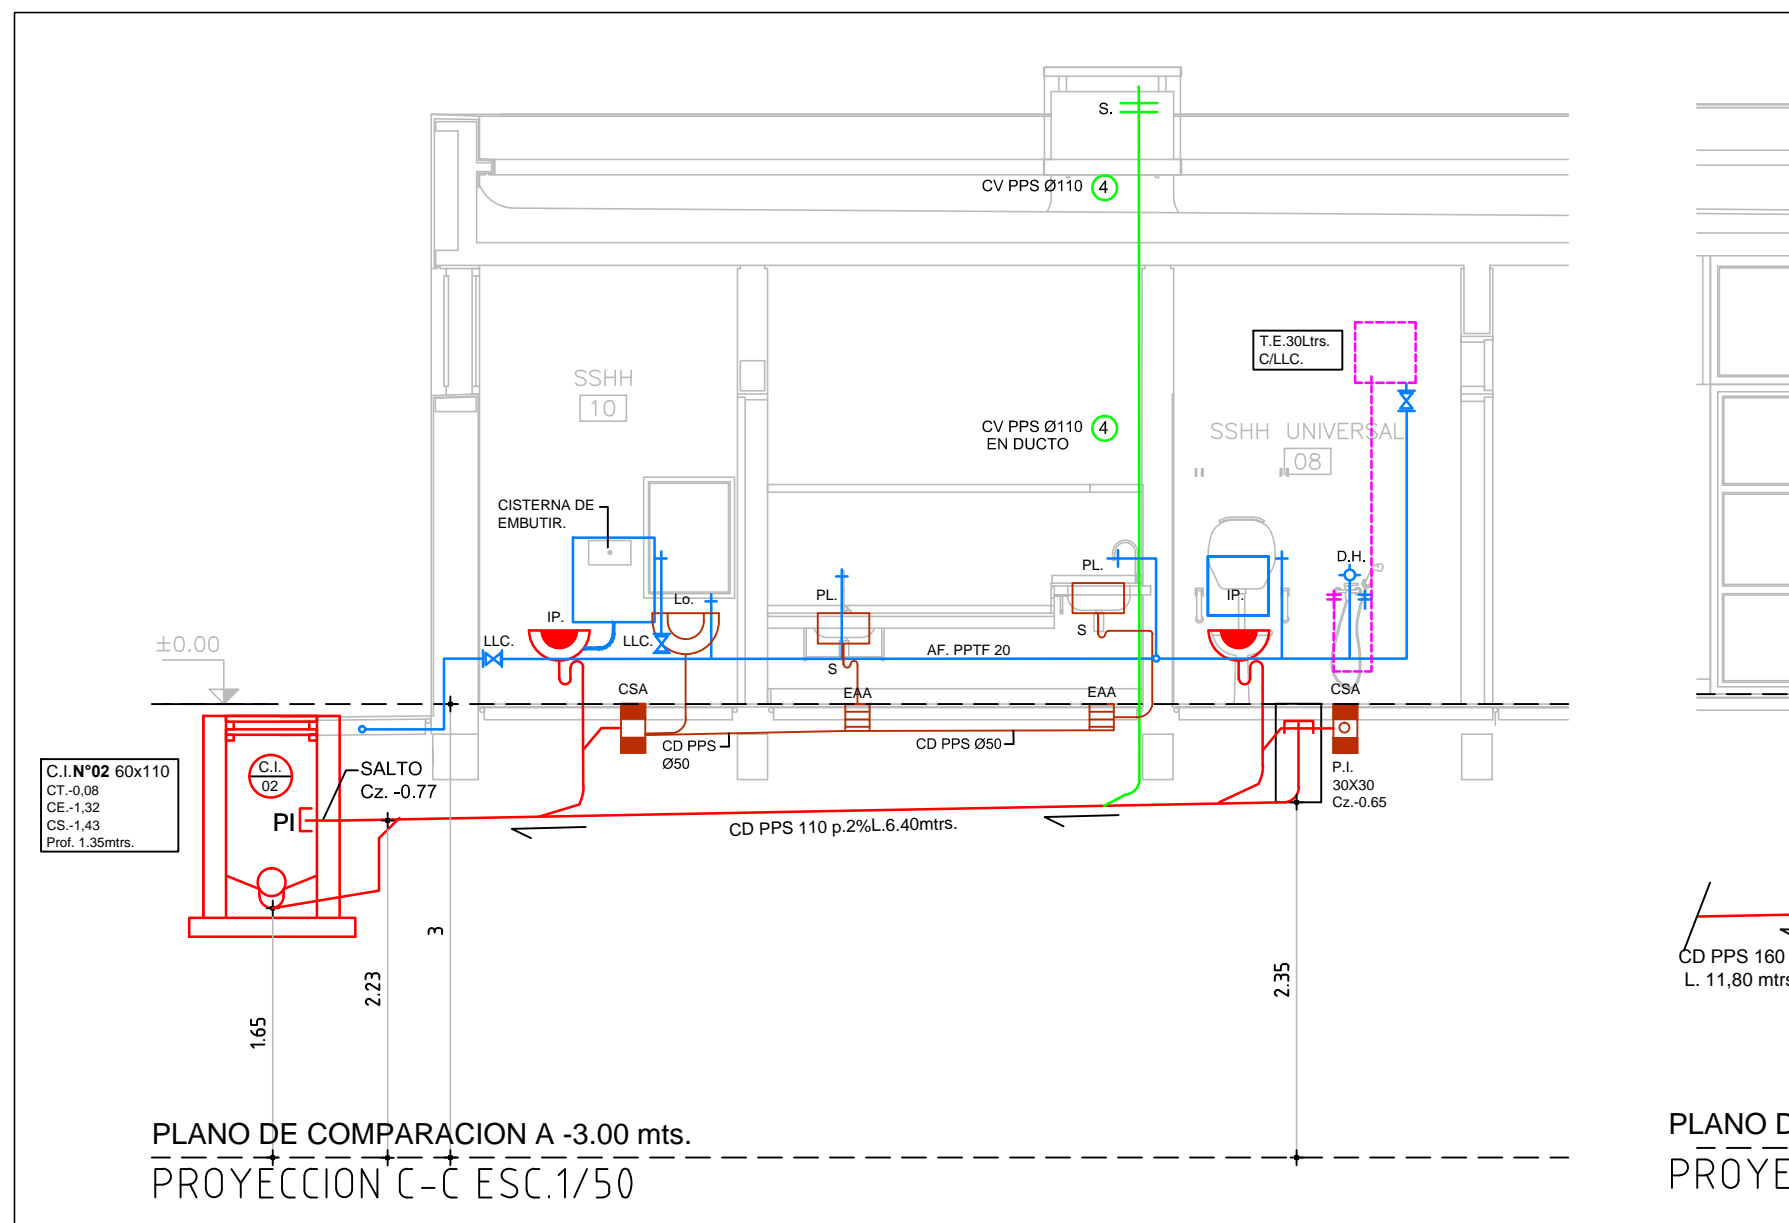 S.
CV PPS Ø110 4
T.E.30Ltrs.
C/LLC.
SSHH
10
CV PPS Ø110 4
EN DUCTO
SSHH UNIVERSAL
08
CISTERNA DE
EMBUTIR.
D.H.
PL.
PL.
IP.
Lo.
IP.
S
LLC.
LLC.
AF. PPTF 20
±0.00
S
CSA
EAA
EAA
CSA
CD PPS
Ø50
CD PPS Ø50
C.I.N°02 60x110
CT.-0,08
CE.-1,32
CS.-1,43
Prof. 1.35mtrs.
C.I.
02
SALTO
Cz. -0.77
P.I.
30X30
Cz.-0.65
PI
CD PPS 110 p.2%L.6.40mtrs.
3
2.23
2.35
1.65
CD PPS 160
L. 11,80 mtrs
PLANO DE COMPARACION A -3.00 mts.
PROYECCION C-C ESC.1/50
PLANO D
PROYE